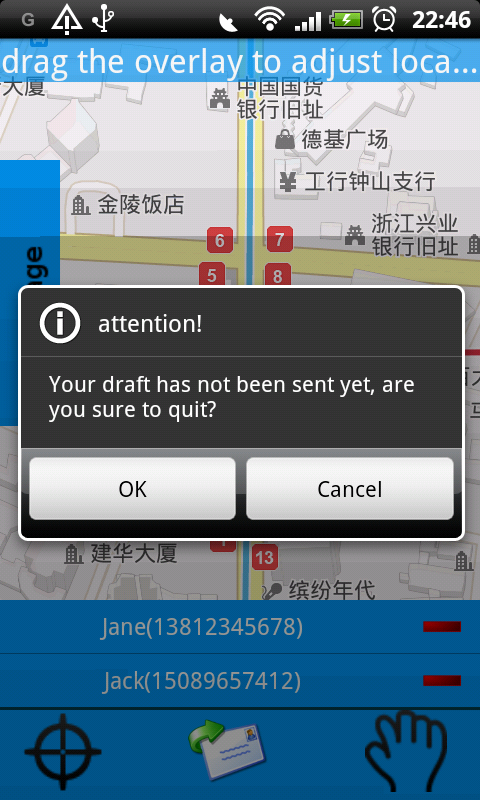 G
22:46
drag the overlay to adjust loca...
大厦
中国国货
银行旧址
德基广场
工行钟山支行
金陵饭店
浙江兴业
银行旧址
6
7
5
8
nge
attention!
Your draft has not been sent yet, are
you sure to quit?
OK
Cancel
建华大厦
13
缤纷年代
Jane(13812345678)
Jack(15089657412)